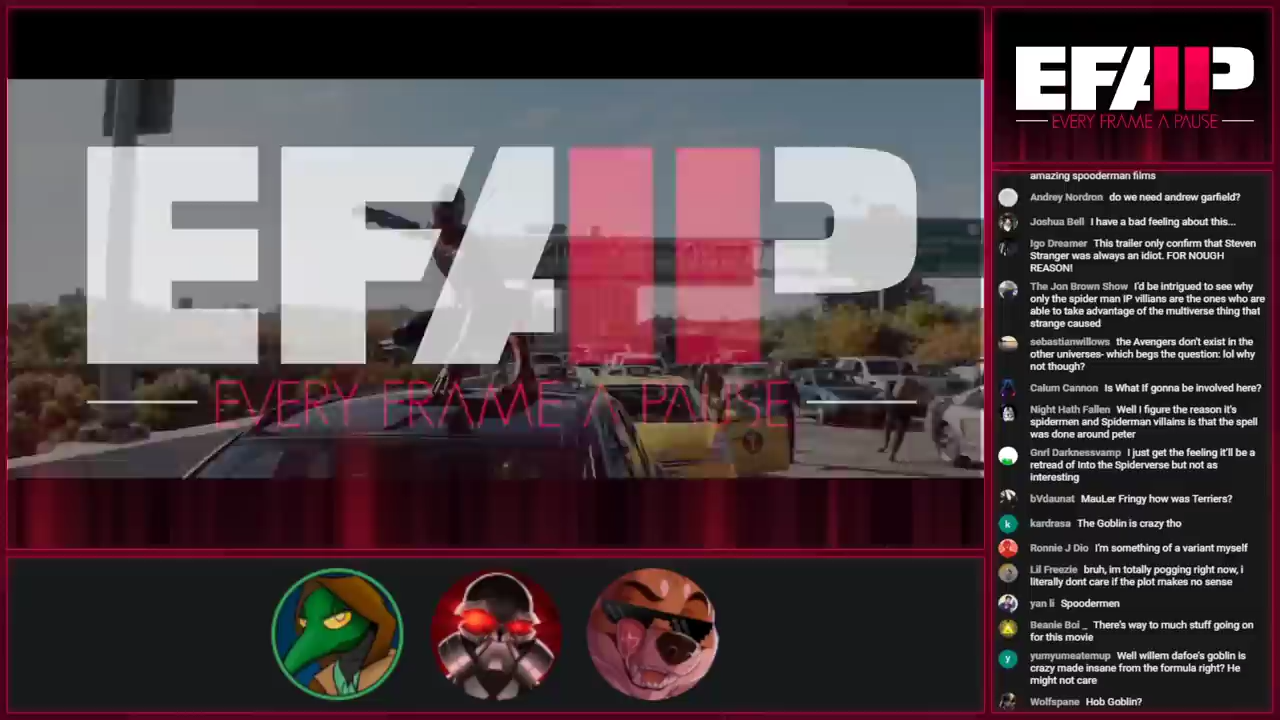 EFAP
EVERY FRAME A PAUSE
EFAP
EVERY FRAME A PAUSE
amazing spooderman films
Andrey Nordron do we need andrew garfield?
Joshua Bell I have a bad feeling about this...
Igo Dreamer This trailer only confirm that Steven
Stranger was always an idiot. FOR NOUGH
REASON!
The Jon Brown Show I'd be intrigued to see why
only the spider man IP villians are the ones who are
able to take advantage of the multiverse thing that
strange caused
sebastianwillows the Avengers don't exist in the
other universes- which begs the question: lol why
not though?
Calum Cannon Is What If gonna be involved here?
Night Hath Fallen Well I figure the reason it's
spidermen and Spiderman villains is that the spell
was done around peter
Gnrl Darknessvamp I just get the feeling it'll be a
retread of Into the Spiderverse but not as
interesting
bVdaunat MauLer Fringy how was Terriers?
k
kardrasa The Goblin is crazy tho
Ronnie J Dio I'm something of a variant myself
Lil Freezie bruh, im totally pogging right now, i
literally dont care if the plot makes no sense
yan li Spoodermen
Beanie Boi _ There's way to much stuff going on
for this movie
y
yumyumeatemup Well willem dafoe's goblin is
crazy made insane from the formula right? He
might not care
Wolfspane Hob Goblin?